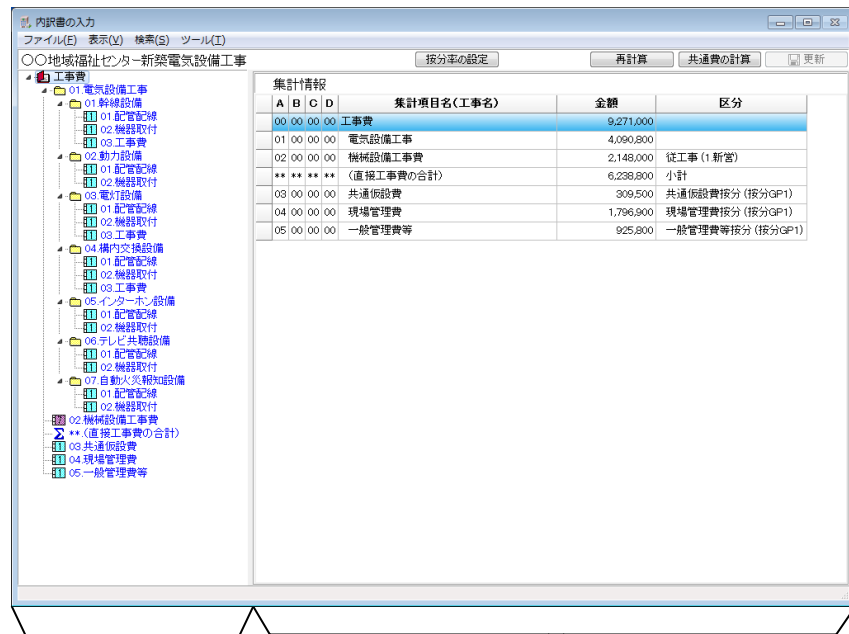 内訳書の入力
ファイル(F) 表示(V) 検索(S) ツール(T)
〇〇地域福祉センター新築電気設備工事 按分率の設定 再計算 共通費の計算 更新
工事費
01.電気設備工事
01.幹線設備
01.配管配線
02.機器取付
03.工事費
02.動力設備
01.配管配線
02.機器取付
03.電灯設備
01.配管配線
02.機器取付
03.工事費
04.構内交換設備
01.配管配線
02.機器取付
03.工事費
05.インターホン設備
01.配管配線
02.機器取付
06.テレビ共聴設備
01.配管配線
02.機器取付
07.自動火災報知設備
01.配管配線
02.機器取付
02.機械設備工事費
**.(直接工事費の合計)
03.共通仮設費
04.現場管理費
05.一般管理費等
集計情報
A B C D 集計項目名(工事名) 金額 区分
00 00 00 00 工事費 9,271,000
01 00 00 00 電気設備工事 4,090,800
02 00 00 00 機械設備工事費 2,148,000 従工事(1.新営)
** ** ** ** (直接工事費の合計) 6,238,800 小計
03 00 00 00 共通仮設費 309,500 共通仮設費按分(按分GP1)
04 00 00 00 現場管理費 1,796,900 現場管理費按分(按分GP1)
05 00 00 00 一般管理費等 925,800 一般管理費等按分(按分GP1)